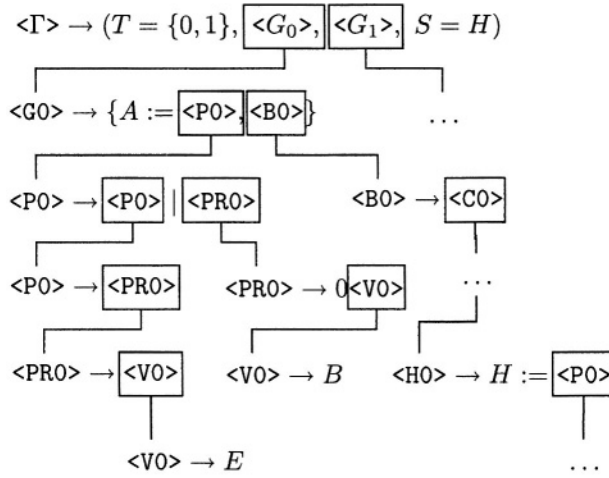 <Γ> → (T = {0, 1}, <G₀>, <G₁>, S = H)
<G0> → {A := <P0>, <B0>} ...
<P0> → <P0> | <PR0> <B0> → <C0>
<P0> → <PR0> <PR0> → 0<V0> ...
<PR0> → <V0> <V0> → B <H0> → H := <P0>
<V0> → E ...